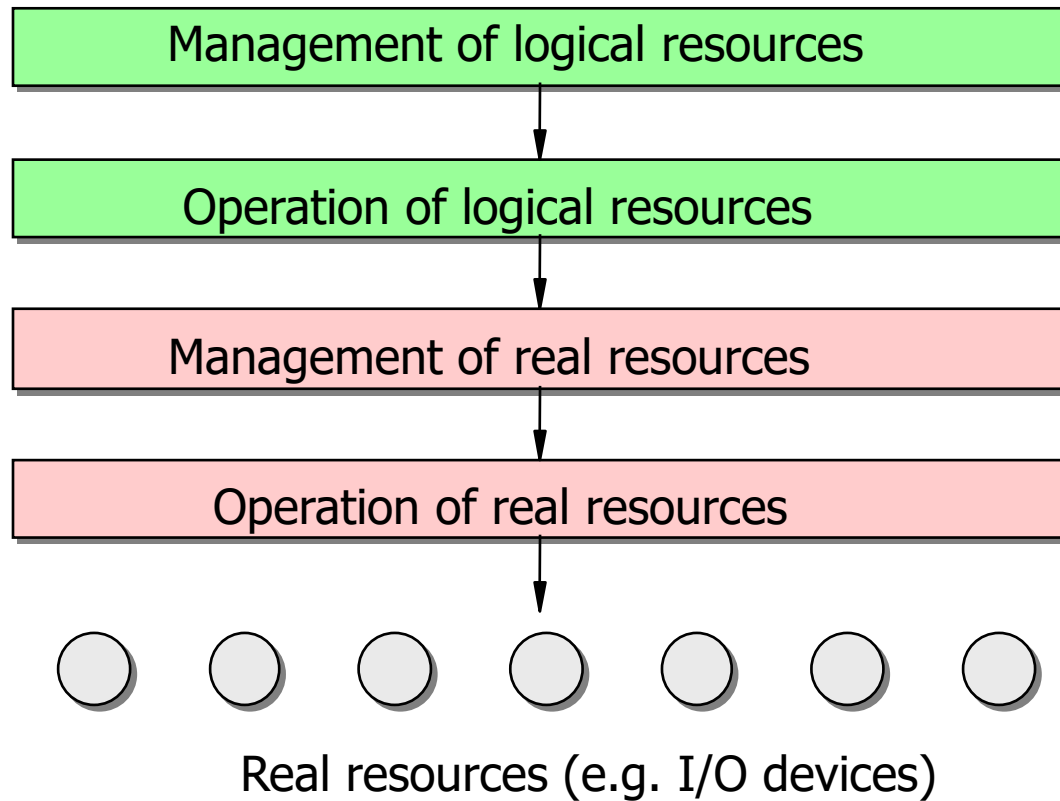 Management of logical resources
Operation of logical resources
Management of real resources
Operation of real resources
Real resources (e.g. I/O devices)